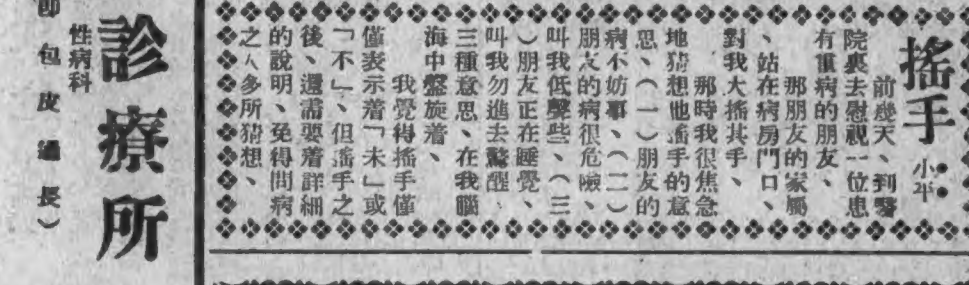 搖手
小平
前幾天、到醫
院裏去慰視一位患
有重病的朋友、
那朋友的家屬
、站在病房門口、
對我大搖其手、
那時我很焦急
地猜想他搖手的意
思、（一）朋友的
病不妨事、（二）
朋友的病很危險、
叫我低聲些、（三
）朋友正在睡覺、
叫我勿進去驚醒、
三種意思、在我腦
海中盤旋着、
我覺得搖手僅
僅表示着「未」或
「不」、但搖手之
後、還需要着詳細
的說明、免得問病
之人多所猜想、
診療所
性病科
即包皮過長）